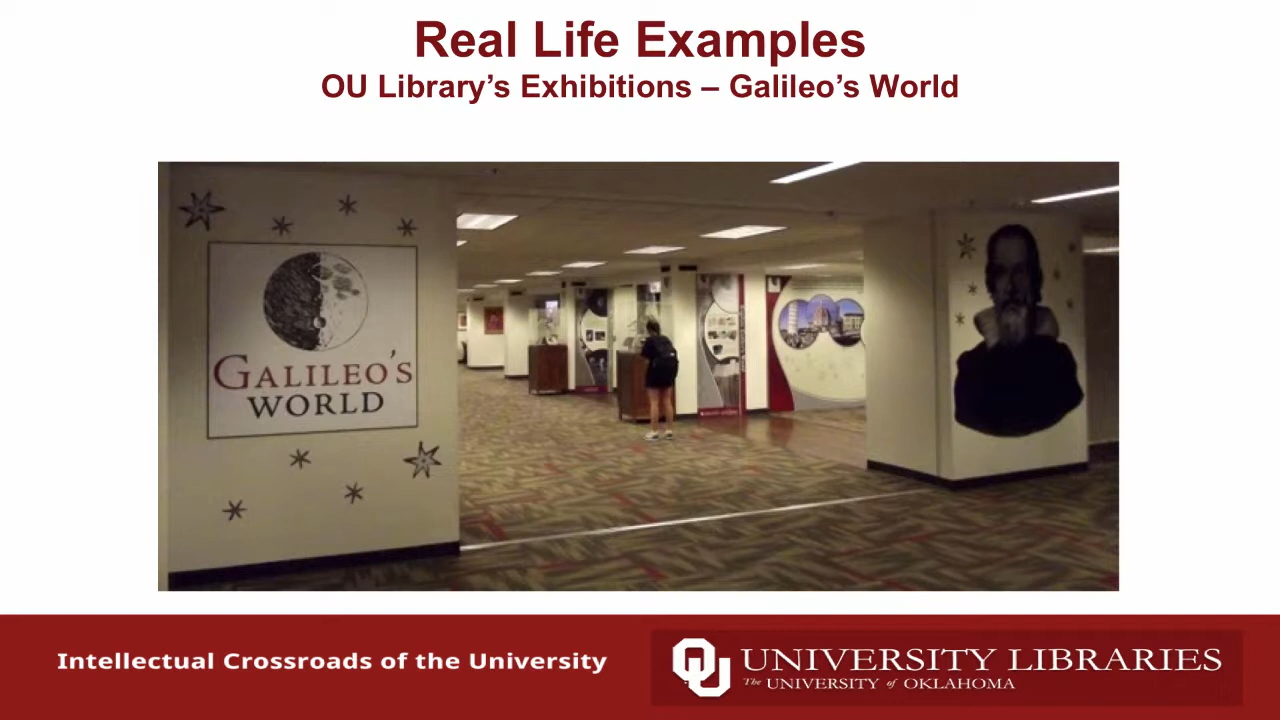 Real Life Examples
OU Library’s Exhibitions – Galileo’s World
GALILEO'S
WORLD
Intellectual Crossroads of the University
OU
UNIVERSITY LIBRARIES
The UNIVERSITY of OKLAHOMA